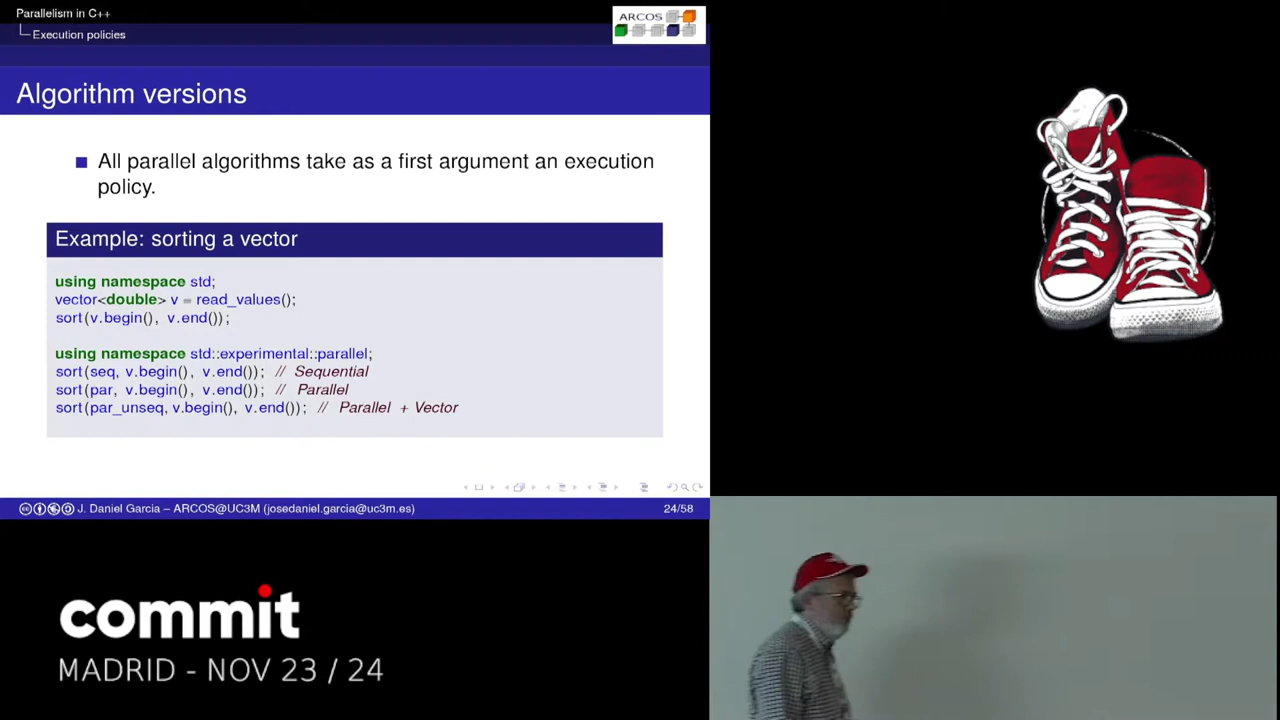 Parallelism in C++
Execution policies
ARCOS
Algorithm versions
All parallel algorithms take as a first argument an execution
policy.
Example: sorting a vector
using namespace std;
vector<double> v = read_values();
sort(v.begin(), v.end());
using namespace std::experimental::parallel;
sort(seq, v.begin(), v.end()); // Sequential
sort(par, v.begin(), v.end()); // Parallel
sort(par_unseq, v.begin(), v.end()); // Parallel + Vector
J. Daniel Garcia – ARCOS@UC3M (josedaniel.garcia@uc3m.es)
24/58
commit
MADRID - NOV 23 / 24